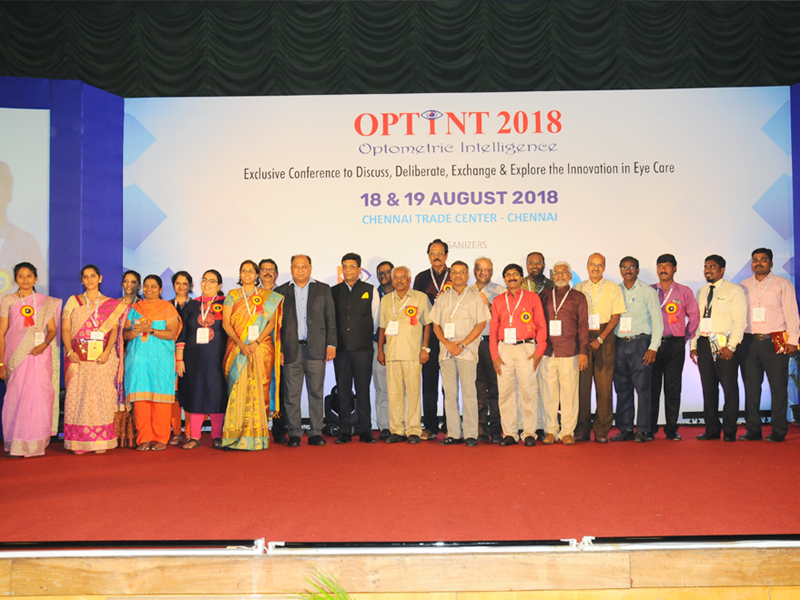 OPTINT 2018
Optometric Intelligence
Exclusive Conference to Discuss, Deliberate, Exchange & Explore the Innovation in Eye Care
18 & 19 AUGUST 2018
CHENNAI TRADE CENTER - CHENNAI
ORGANIZERS